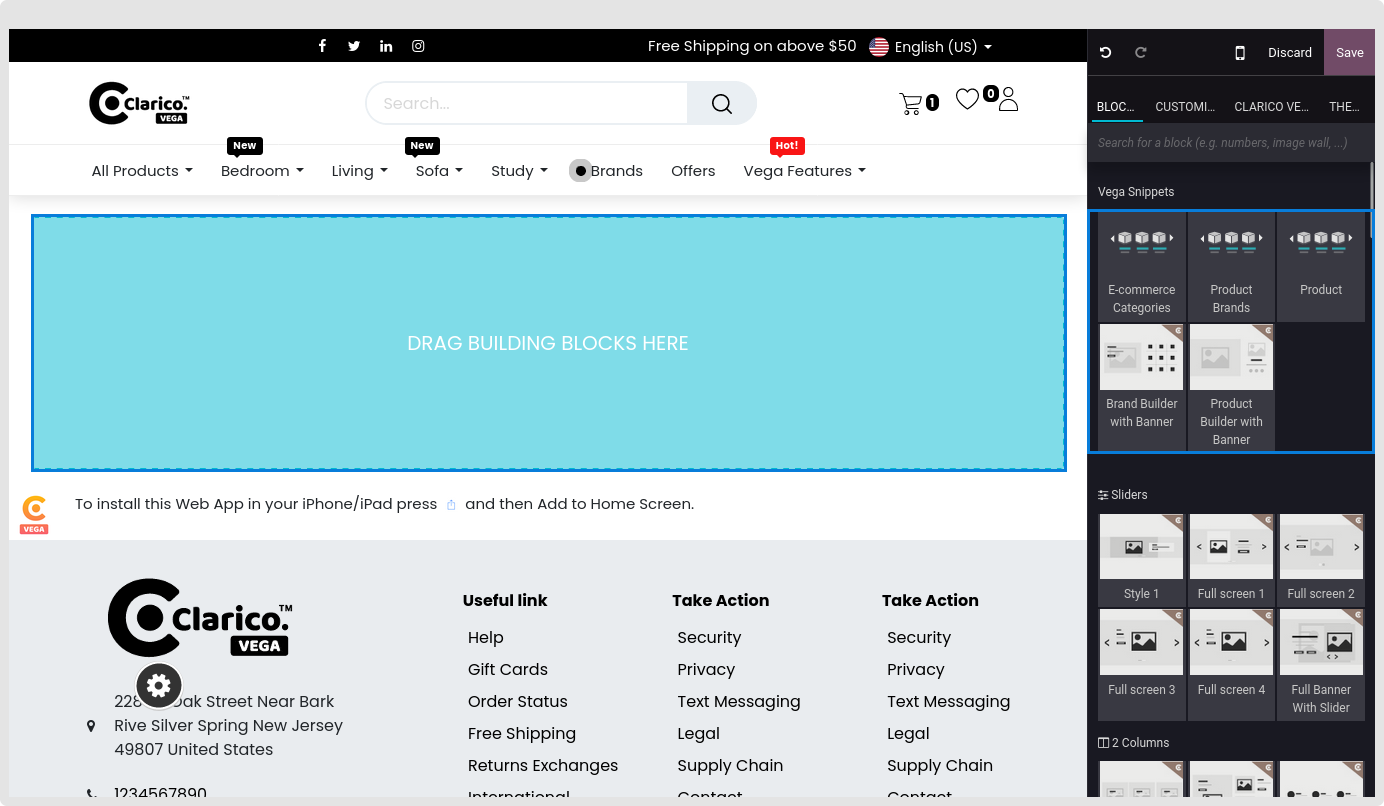 Free Shipping on above $50
English (US)
Discard
Save
Clarico.™
VEGA
Search...
1
0
BLOC...
CUSTOMI...
CLARICO VE...
THE...
Search for a block (e.g. numbers, image wall, ...)
New
New
Hot!
All Products
Bedroom
Living
Sofa
Study
Brands
Offers
Vega Features
Vega Snippets
E-commerce
Categories
Product
Brands
Product
DRAG BUILDING BLOCKS HERE
Brand Builder
with Banner
Product
Builder with
Banner
VEGA
To install this Web App in your iPhone/iPad press and then Add to Home Screen.
Sliders
Style 1
Full screen 1
Full screen 2
Full screen 3
Full screen 4
Full Banner
With Slider
2 Columns
Clarico.™
VEGA
228
Oak Street Near Bark
Rive Silver Spring New Jersey
49807 United States
1234567890
Useful link
Help
Gift Cards
Order Status
Free Shipping
Returns Exchanges
International
Take Action
Security
Privacy
Text Messaging
Legal
Supply Chain
Contact
Take Action
Security
Privacy
Text Messaging
Legal
Supply Chain
Contact